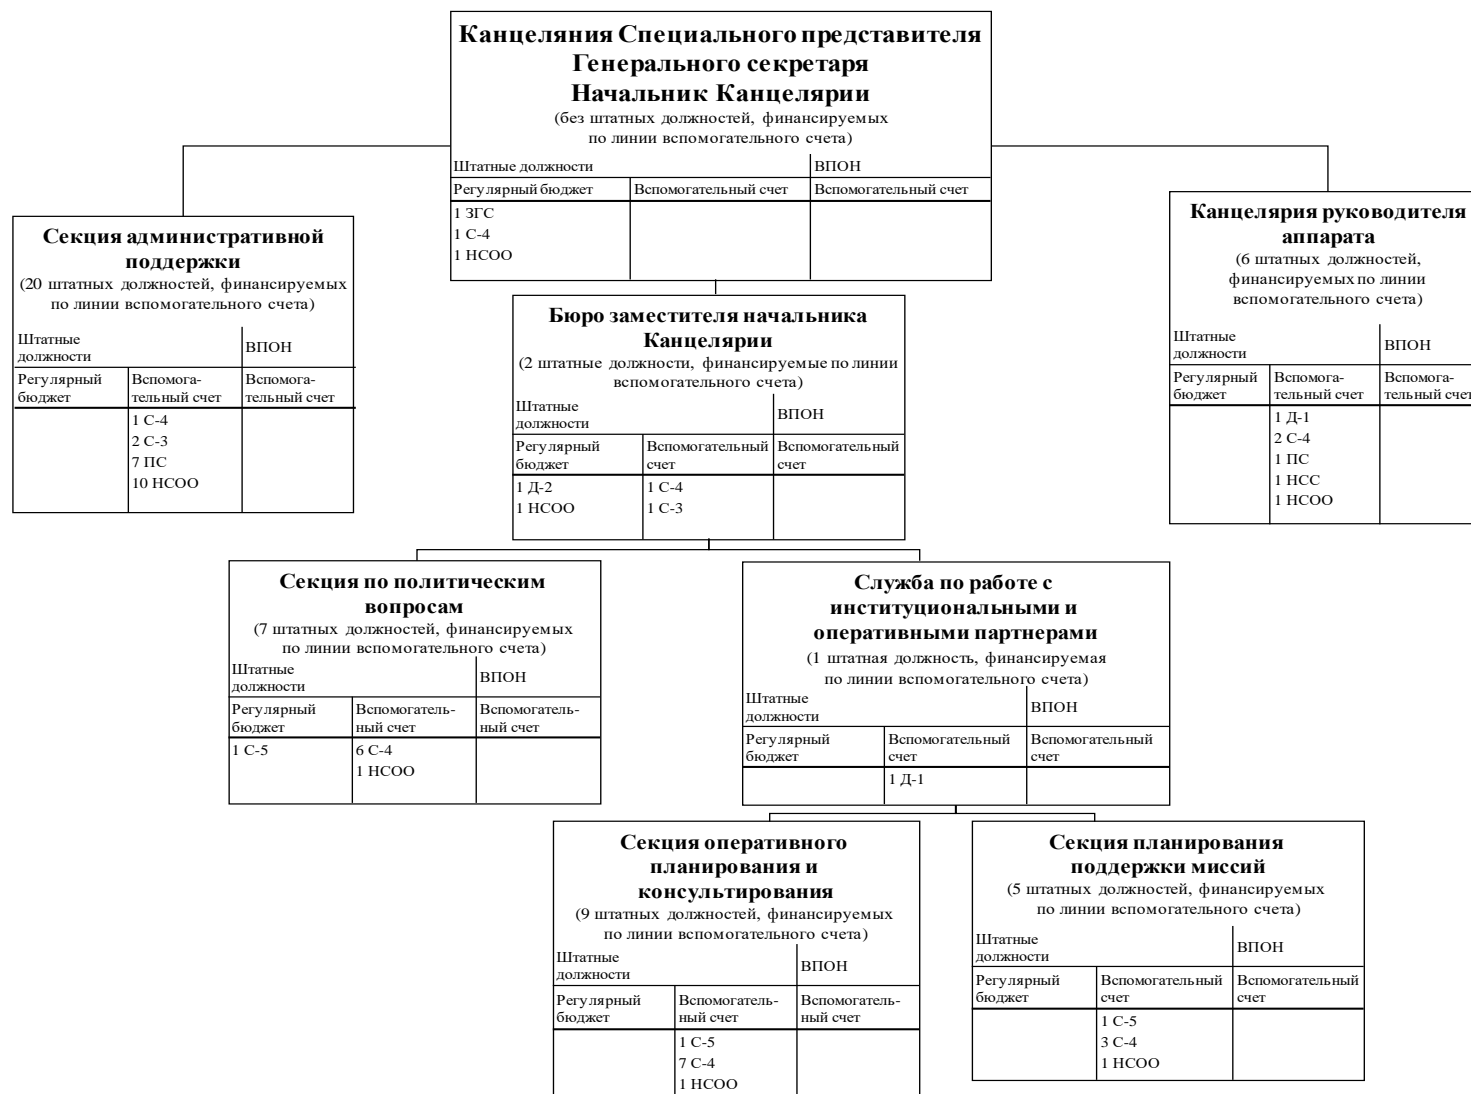 Канцеляния Специального представителя
Генерального секретаря
Начальник Канцелярии
(без штатных должностей, финансируемых
по линии вспомогательного счета)
Штатные должности ВПОН
Регулярный бюджет Вспомогательный счет Вспомогательный счет
1 ЗГС
1 С-4
1 НСОО
Секция административной
поддержки
(20 штатных должностей, финансируемых
по линии вспомогательного счета)
Штатные
должности ВПОН
Регулярный Вспомога- Вспомога-
бюджет тельный счет тельный счет
1 С-4
2 С-3
7 ПС
10 НСОО
Бюро заместителя начальника
Канцелярии
(2 штатные должности, финансируемые по линии
вспомогательного счета)
Штатные
должности ВПОН
Регулярный Вспомогательный Вспомогательный
бюджет счет счет
1 Д-2 1 С-4
1 НСОО 1 С-3
Канцелярия руководителя
аппарата
(6 штатных должностей,
финансируемых по линии
вспомогательного счета)
Штатные
должности ВПОН
Регулярный Вспомога- Вспомога-
бюджет тельный счет тельный счет
1 Д-1
2 С-4
1 ПС
1 НСС
1 НСОО
Секция по политическим
вопросам
(7 штатных должностей, финансируемых
по линии вспомогательного счета)
Штатные
должности ВПОН
Регулярный Вспомогатель- Вспомогатель-
бюджет ный счет ный счет
1 С-5 6 С-4
1 НСОО
Служба по работе с
институциональными и
оперативными партнерами
(1 штатная должность, финансируемая
по линии вспомогательного счета)
Штатные
должности ВПОН
Регулярный Вспомогательный Вспомогательный
бюджет счет счет
1 Д-1
Секция оперативного
планирования и
консультирования
(9 штатных должностей, финансируемых
по линии вспомогательного счета)
Штатные
должности ВПОН
Регулярный Вспомогатель- Вспомогатель-
бюджет ный счет ный счет
1 С-5
7 С-4
1 НСОО
Секция планирования
поддержки миссий
(5 штатных должностей, финансируемых
по линии вспомогательного счета)
Штатные
должности ВПОН
Регулярный Вспомогательный Вспомогательный
бюджет счет счет
1 С-5
3 С-4
1 НСОО